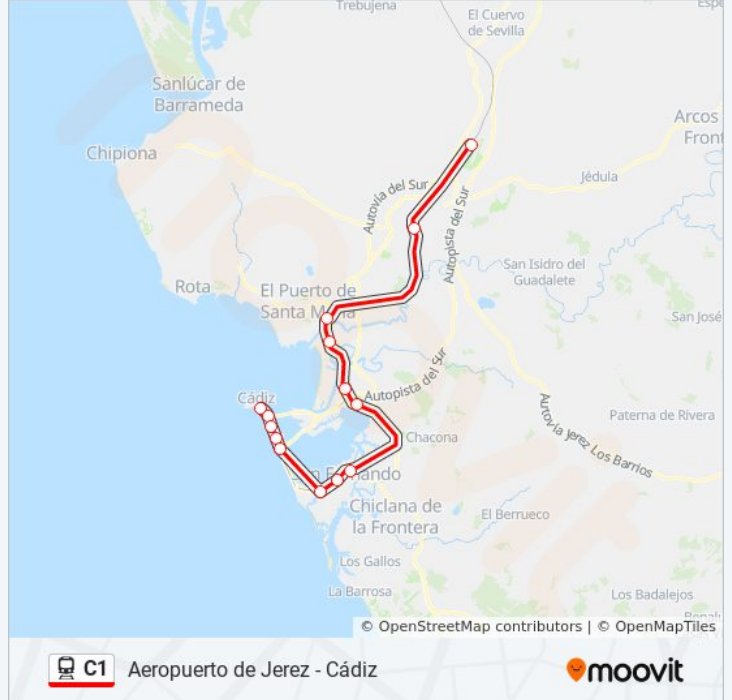 Trebujena
Espe
El Cuervo
de Sevilla
Sanlúcar de
Barrameda
Arcos
Front
Chipiona
Jédula
Autovía del Sur
Autopista del Sur
San Isidro del
Guadalete
Rota
El Puerto de
Santa M ía
San José
Autopista del Sur
Cádiz
Autovía Jerez Los Barrios
Paterna de Rivera
Chacona
n Fernando
Chiclana de
la Frontera
El Berrueco
Los Gallos
La Barrosa
Los Badalejos
© OpenStreetMap contributors | © OpenMapTiles
C1 Aeropuerto de Jerez - Cádiz
moovit